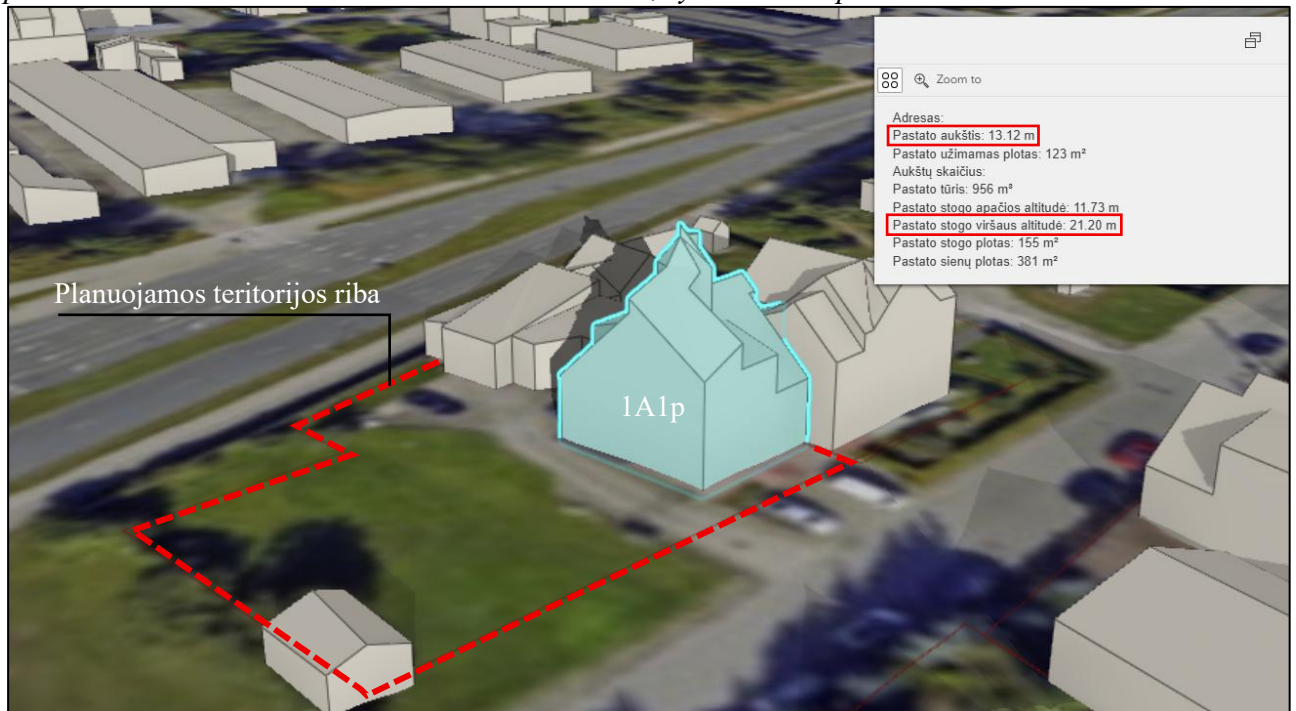 Zoom to
Adresas:
Pastato aukštis: 13.12 m
Pastato užimamas plotas: 123 m²
Aukštų skaičius:
Pastato tūris: 956 m³
Pastato stogo apačios altitudė: 11.73 m
Pastato stogo viršaus altitudė: 21.20 m
Pastato stogo plotas: 155 m²
Pastato sienų plotas: 381 m²
Planuojamos teritorijos riba
1A1p